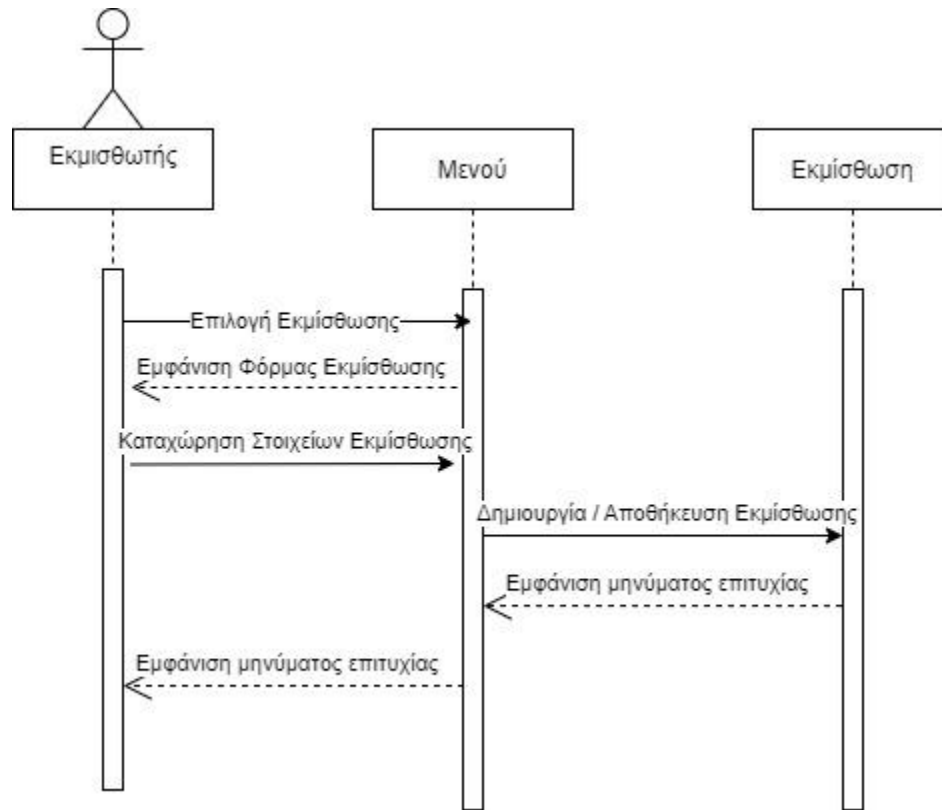 Εκμισθωτής
Μενού
Εκμίσθωση
Επιλογή Εκμίσθωσης
Εμφάνιση Φόρμας Εκμίσθωσης
Καταχώρηση Στοιχείων Εκμίσθωσης
Δημιουργία / Αποθήκευση Εκμίσθωσης
Εμφάνιση μηνύματος επιτυχίας
Εμφάνιση μηνύματος επιτυχίας